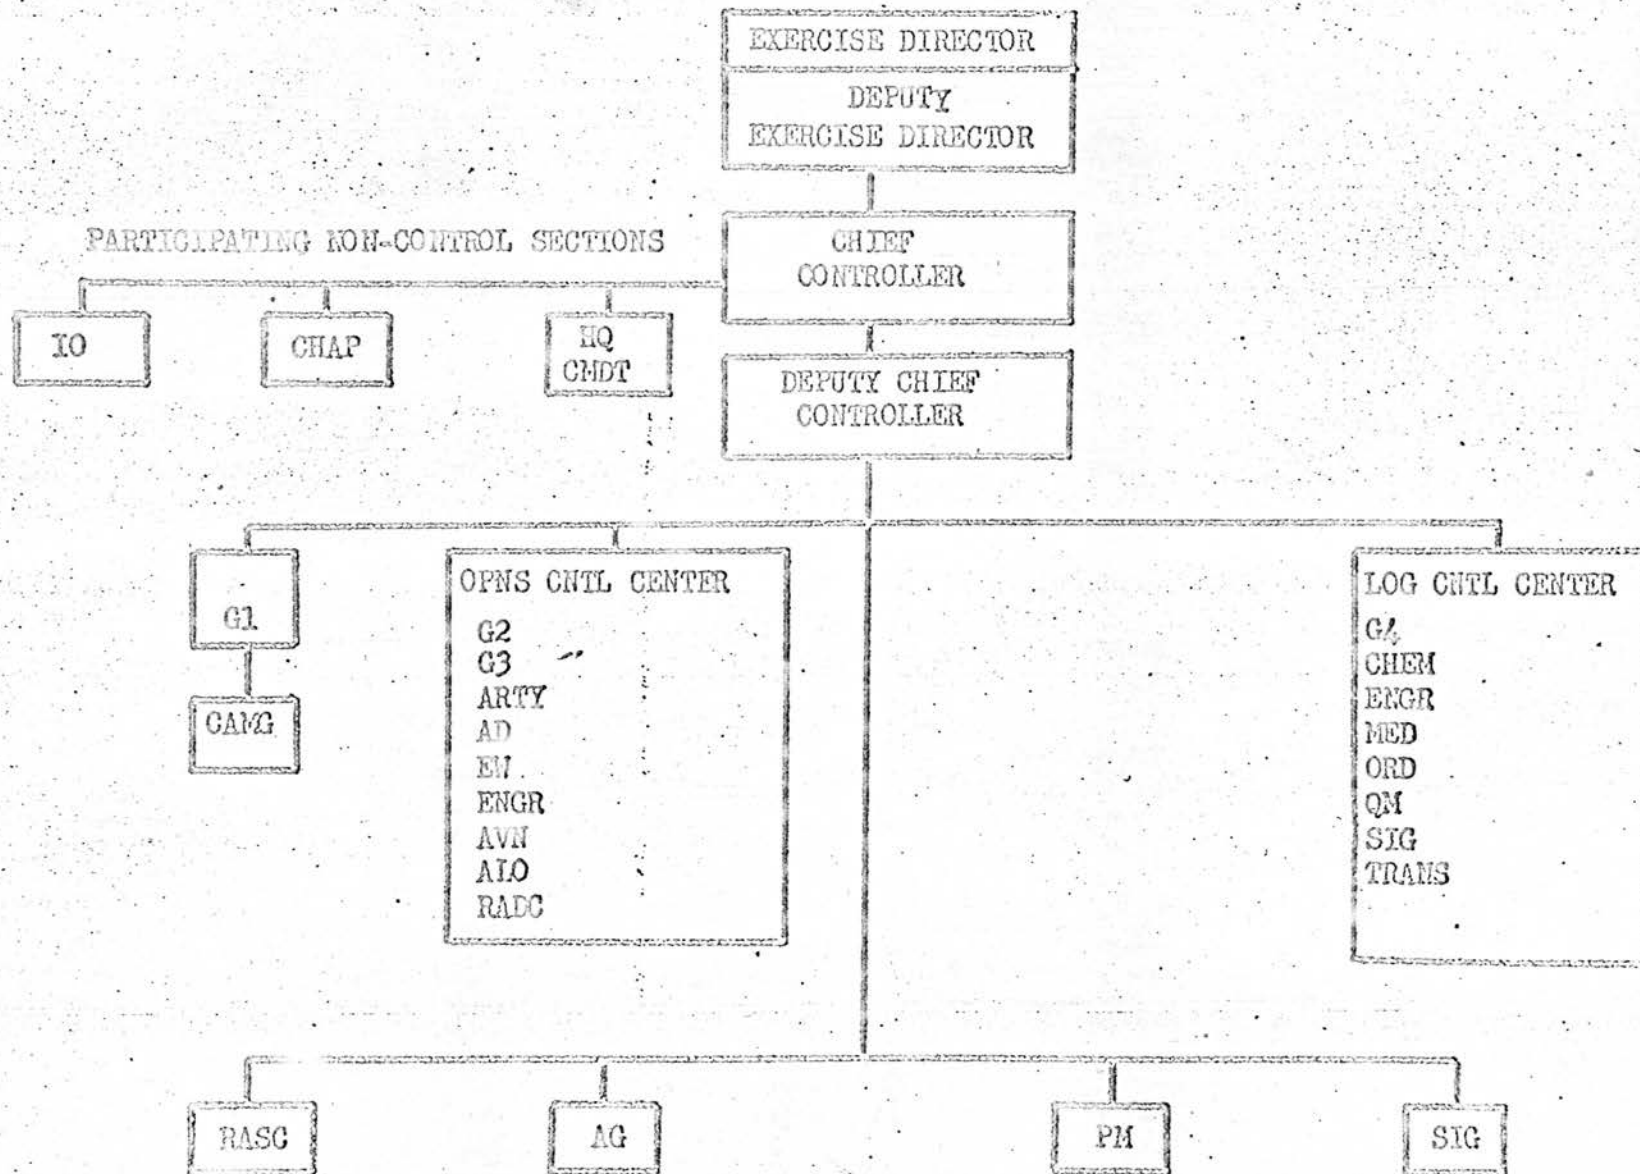 EXERCISE DIRECTOR
DEPUTY
EXERCISE DIRECTOR
PARTICIPATING NON-CONTROL SECTIONS
CHIEF
CONTROLLER
IO
CHAP
HQ
CMDT
DEPUTY CHIEF
CONTROLLER
G1
CAMG
OPNS CNTL CENTER
G2
G3
ARTY
AD
EW
ENGR
AVN
ALO
RADC
LOG CNTL CENTER
G4
CHEM
ENGR
MED
ORD
QM
SIG
TRANS
RASC
AG
PM
SIG